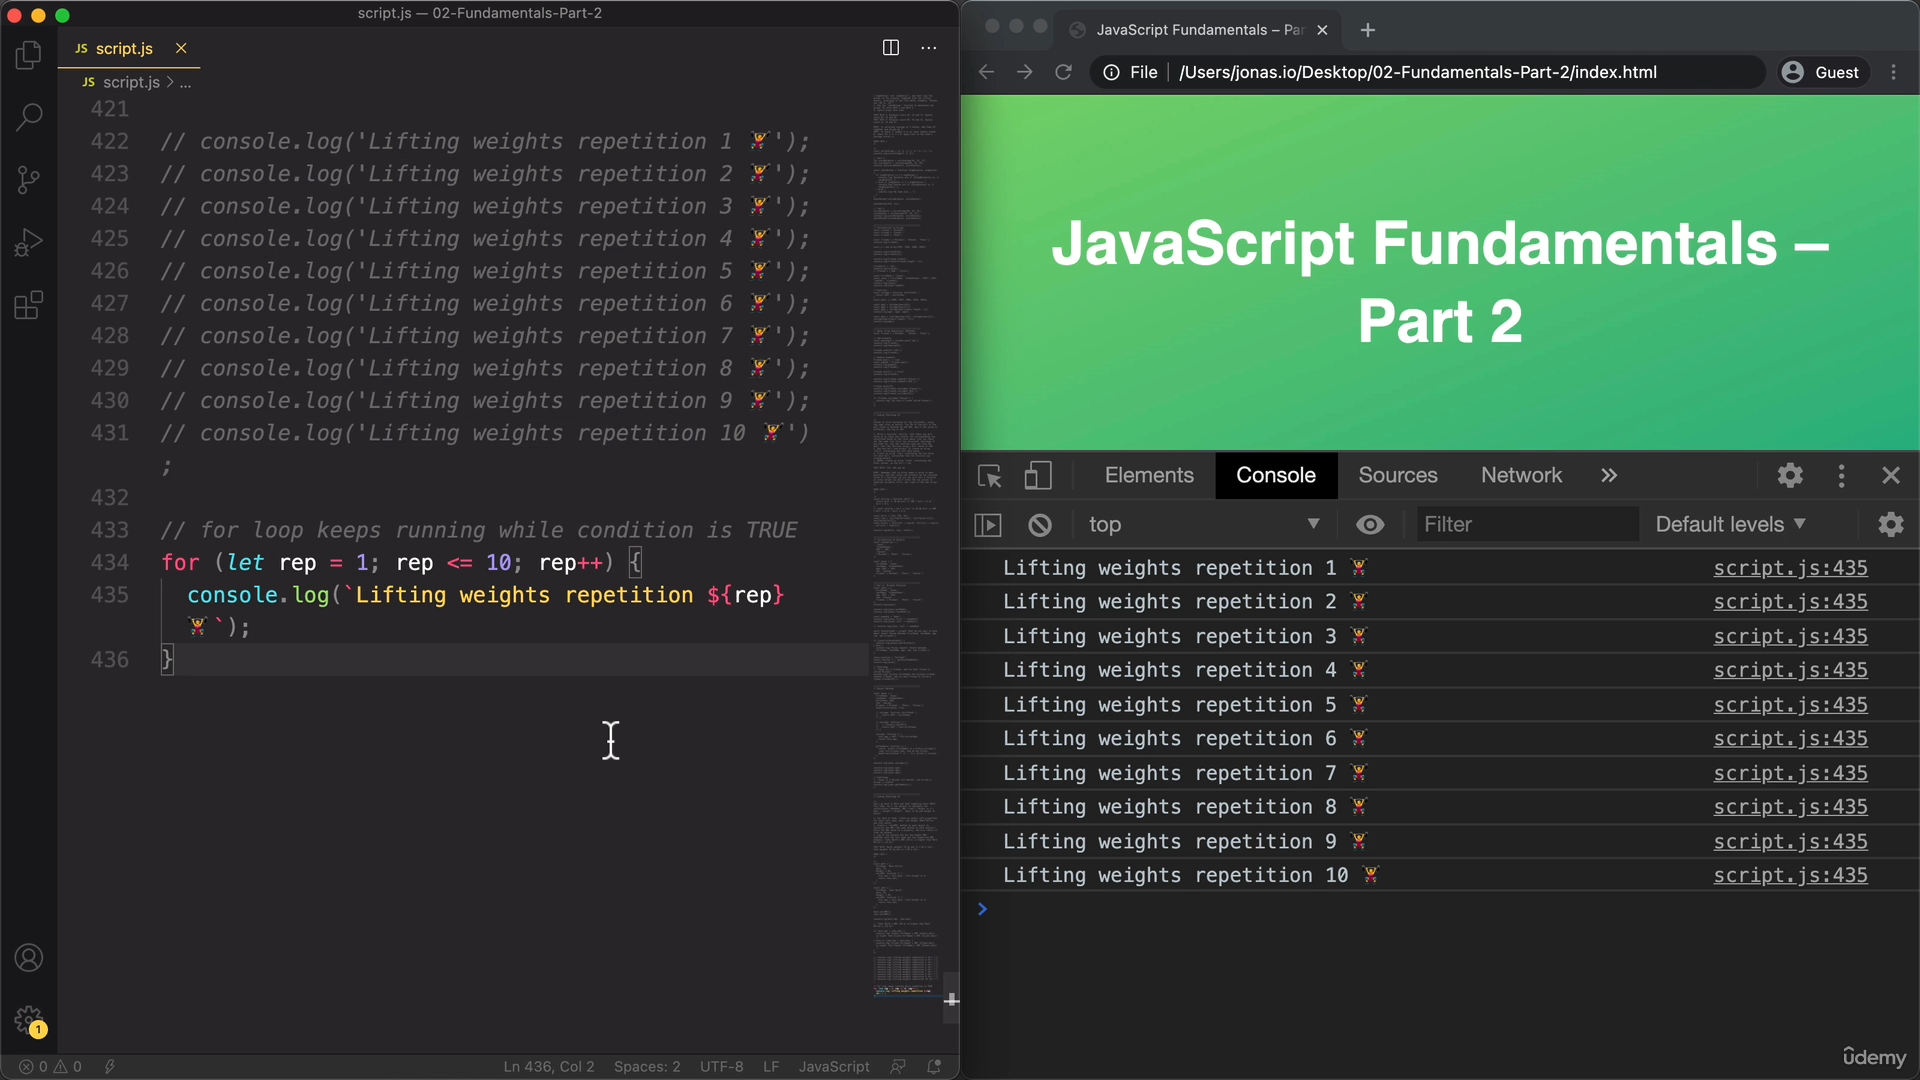 script.js — 02-Fundamentals-Part-2
JS script.js
JS script.js > ...
421
422 // console.log('Lifting weights repetition 1 🏋️');
423 // console.log('Lifting weights repetition 2 🏋️');
424 // console.log('Lifting weights repetition 3 🏋️');
425 // console.log('Lifting weights repetition 4 🏋️');
426 // console.log('Lifting weights repetition 5 🏋️');
427 // console.log('Lifting weights repetition 6 🏋️');
428 // console.log('Lifting weights repetition 7 🏋️');
429 // console.log('Lifting weights repetition 8 🏋️');
430 // console.log('Lifting weights repetition 9 🏋️');
431 // console.log('Lifting weights repetition 10 🏋️')
;
432
433 // for loop keeps running while condition is TRUE
434 for (let rep = 1; rep <= 10; rep++) {
435 console.log(`Lifting weights repetition ${rep}
🏋️`);
436 }
1
0 0
Ln 436, Col 2 Spaces: 2 UTF-8 LF JavaScript
JavaScript Fundamentals – Par
File /Users/jonas.io/Desktop/02-Fundamentals-Part-2/index.html Guest
JavaScript Fundamentals –
Part 2
Elements Console Sources Network »
top Filter Default levels
Lifting weights repetition 1 🏋️ script.js:435
Lifting weights repetition 2 🏋️ script.js:435
Lifting weights repetition 3 🏋️ script.js:435
Lifting weights repetition 4 🏋️ script.js:435
Lifting weights repetition 5 🏋️ script.js:435
Lifting weights repetition 6 🏋️ script.js:435
Lifting weights repetition 7 🏋️ script.js:435
Lifting weights repetition 8 🏋️ script.js:435
Lifting weights repetition 9 🏋️ script.js:435
Lifting weights repetition 10 🏋️ script.js:435
>
ûdemy